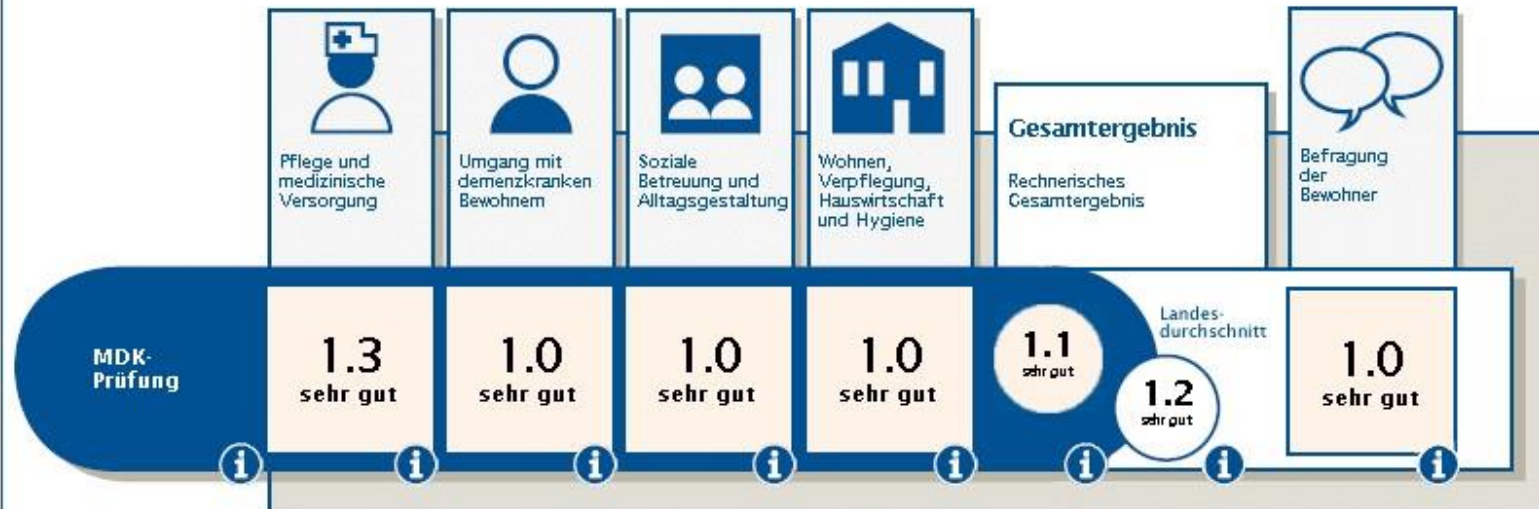 Pflege und
medizinische
Versorgung
Umgang mit
demenzkranken
Bewohnern
Soziale
Betreuung und
Alltagsgestaltung
Wohnen,
Verpflegung,
Hauswirtschaft
und Hygiene
Gesamtergebnis
Rechnerisches
Gesamtergebnis
Befragung
der
Bewohner
MDK-
Prüfung
1.3
sehr gut
1.0
sehr gut
1.0
sehr gut
1.0
sehr gut
1.1
sehr gut
Landes-
durchschnitt
1.2
sehr gut
1.0
sehr gut
i
i
i
i
i
i
i
i